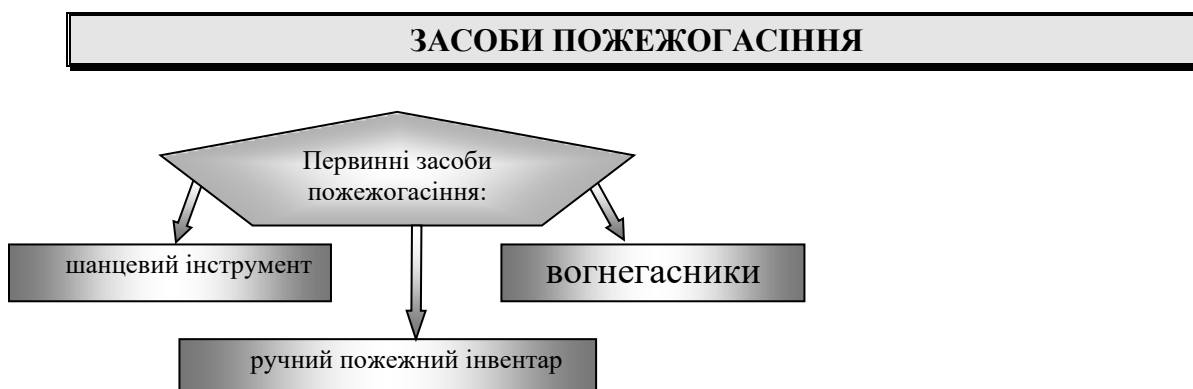 ЗАСОБИ ПОЖЕЖОГАСІННЯ
Первинні засоби
пожежогасіння:
шанцевий інструмент
вогнегасники
ручний пожежний інвентар